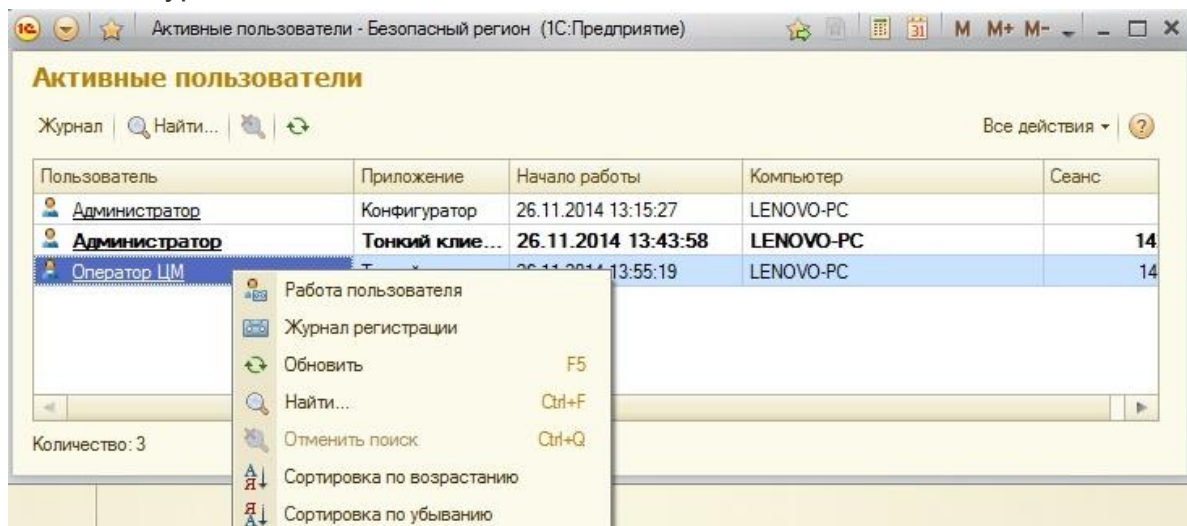 Активные пользователи - Безопасный регион (1С:Предприятие) M M+ M-
Активные пользователи
Журнал Найти... Все действия
Пользователь Приложение Начало работы Компьютер Сеанс
Администратор Конфигуратор 26.11.2014 13:15:27 LENOVO-PC
Администратор Тонкий клие... 26.11.2014 13:43:58 LENOVO-PC 14
Оператор ЦМ 13:55:19 LENOVO-PC 14
Работа пользователя
Журнал регистрации
Обновить F5
Найти... Ctrl+F
Отменить поиск Ctrl+Q
Количество: 3
Сортировка по возрастанию
Сортировка по убыванию